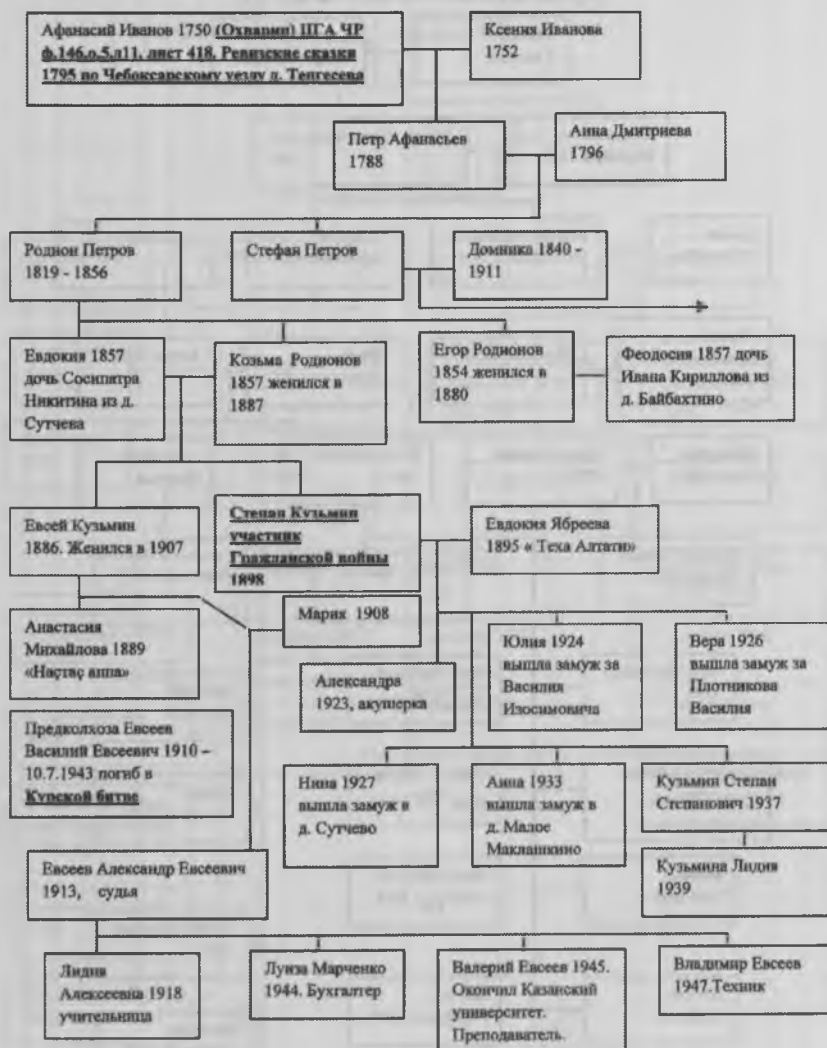 Афанасий Иванов 1750 (Охварин) ЦГА ЧР
ф.146.о.5.д11. лист 418. Ревизские сказки
1795 по Чебоксарскому уезду д. Тенгесева
Ксения Иванова
1752
Петр Афанасьев
1788
Анна Дмитриева
1796
Родион Петров
1819 - 1856
Стефан Петров
Домника 1840 -
1911
Евдокия 1857
дочь Сосипатра
Никитина из д.
Сутчева
Козьма Родионов
1857 женился в
1887
Егор Родионов
1854 женился в
1880
Феодосия 1857 дочь
Ивана Кириллова из
д. Байбахтино
Евсей Кузьмин
1886. Женился в 1907
Степан Кузьмин
участник
Гражданской войны
1898
Евдокия Ябреева
1895 « Теха Алтати»
Анастасия
Михайлова 1889
«Наçтаç аппа»
Мария 1908
Александра
1923, акушерка
Юлия 1924
вышла замуж за
Василия
Изосимовича
Вера 1926
вышла замуж за
Плотникова
Василия
Предколхоза Евсеев
Василий Евсеевич 1910 –
10.7.1943 погиб в
Курской битве
Нина 1927
вышла замуж в
д. Сутчево
Анна 1933
вышла замуж в
д. Малое
Маклашкино
Кузьмин Степан
Степанович 1937
Кузьмина Лидия
1939
Евсеев Александр Евсеевич
1913, судья
Лидия
Алексеевна 1918
учительница
Луиза Марченко
1944. Бухгалтер
Валерий Евсеев 1945.
Окончил Казанский
университет.
Преподаватель.
Владимир Евсеев
1947.Техник